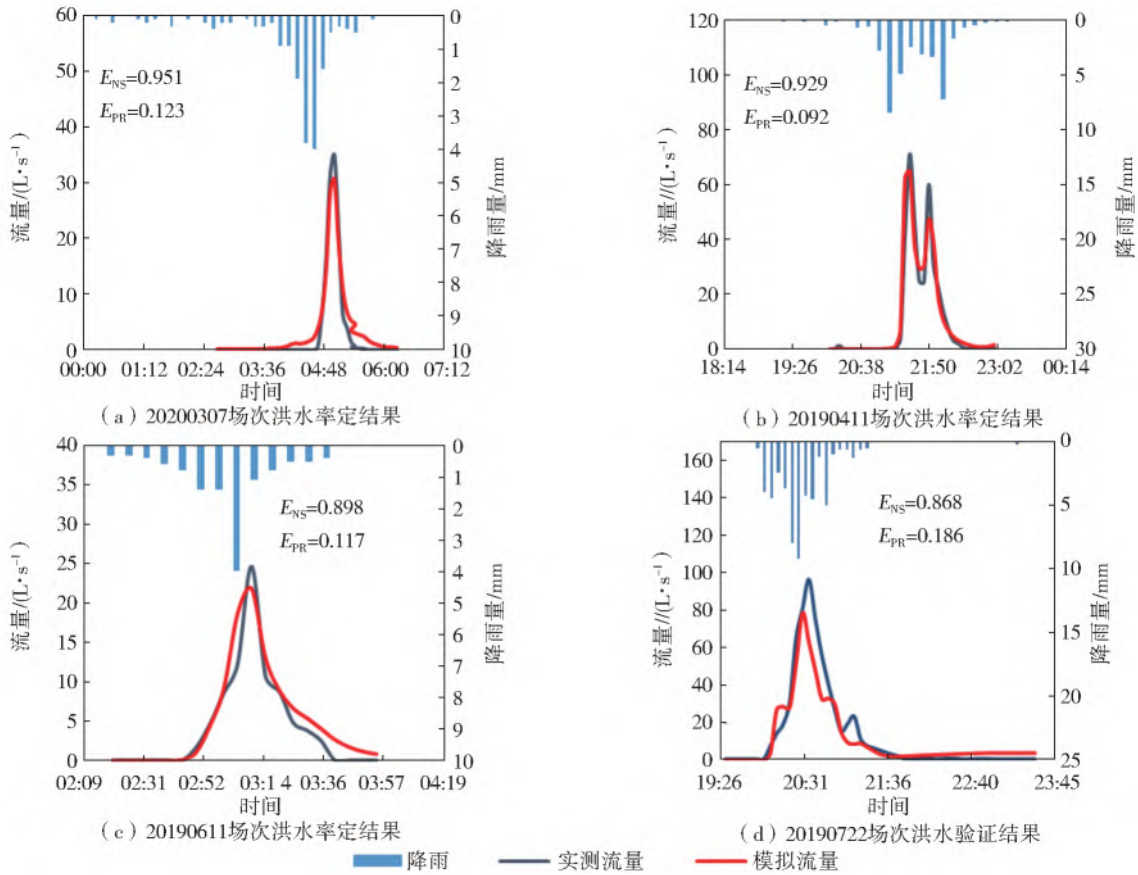 60
50
40
30
20
10
0
流量/(L·s⁻¹)
E_NS=0.951
E_PR=0.123
0
1
2
3
4
5
6
7
8
9
10
降雨量/mm
00:00 01:12 02:24 03:36 04:48 06:00 07:12
时间
（a）20200307场次洪水率定结果
120
100
80
60
40
20
0
流量//(L·s⁻¹)
E_NS=0.929
E_PR=0.092
0
5
10
15
20
25
30
降雨量/mm
18:14 19:26 20:38 21:50 23:02 00:14
时间
（b）20190411场次洪水率定结果
40
35
30
25
20
15
10
5
0
流量/(L·s⁻¹)
E_NS=0.898
E_PR=0.117
0
1
2
3
4
5
6
7
8
9
10
降雨量/mm
02:09 02:31 02:52 03:1 4 03:36 03:57 04:19
时间
（c）20190611场次洪水率定结果
160
140
120
100
80
60
40
20
0
流量//(L·s⁻¹)
E_NS=0.868
E_PR=0.186
0
5
10
15
20
25
降雨量/mm
19:26 20:31 21:36 22:40 23:45
时间
（d）20190722场次洪水验证结果
降雨 实测流量 模拟流量